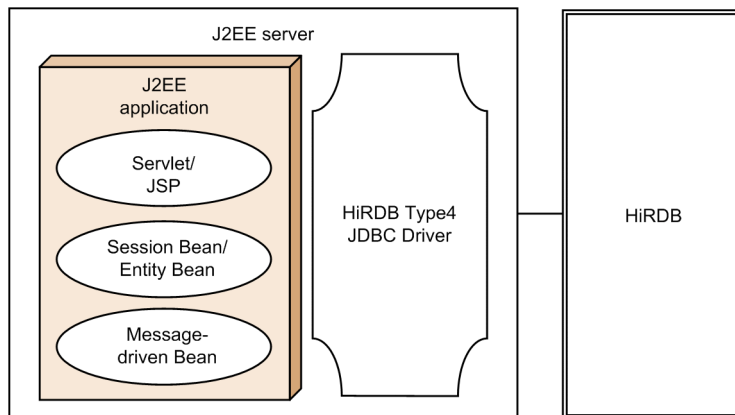 J2EE server
J2EE
application
Servlet/
JSP
Session Bean/
Entity Bean
Message-
driven Bean
HiRDB Type4
JDBC Driver
HiRDB